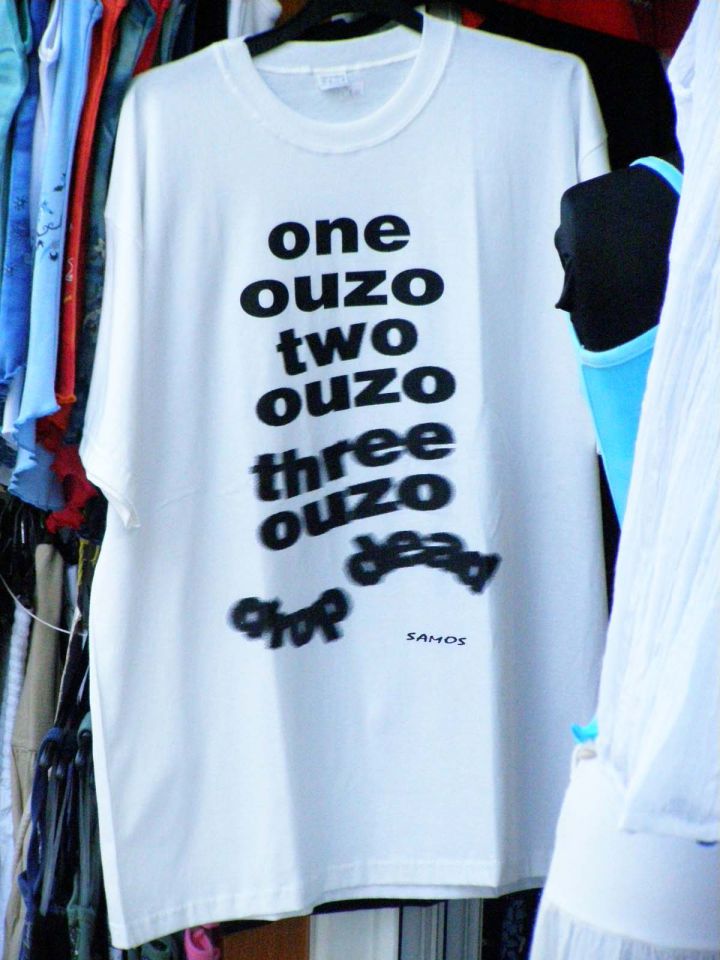 one
ouzo
two
ouzo
three
ouzo
drop dead
SAMOS